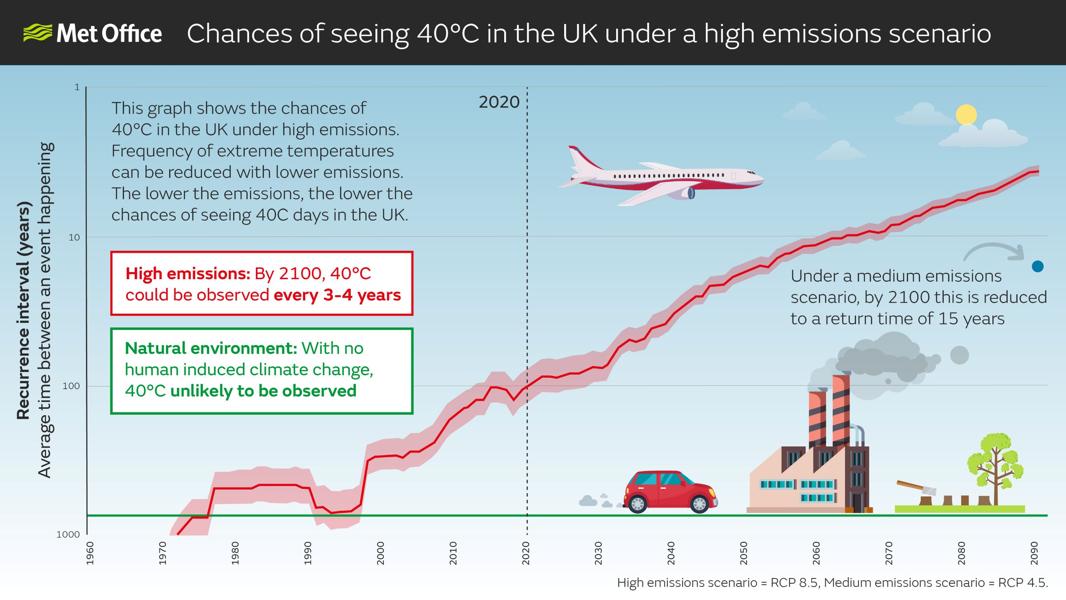 Met Office
Chances of seeing 40°C in the UK under a high emissions scenario
Recurrence interval (years)
Average time between an event happening
1
10
100
1000
This graph shows the chances of
40°C in the UK under high emissions.
Frequency of extreme temperatures
can be reduced with lower emissions.
The lower the emissions, the lower the
chances of seeing 40C days in the UK.
High emissions: By 2100, 40°C
could be observed every 3-4 years
Natural environment: With no
human induced climate change,
40°C unlikely to be observed
2020
Under a medium emissions
scenario, by 2100 this is reduced
to a return time of 15 years
1960
1970
1980
1990
2000
2010
2020
2030
2040
2050
2060
2070
2080
2090
High emissions scenario = RCP 8.5, Medium emissions scenario = RCP 4.5.